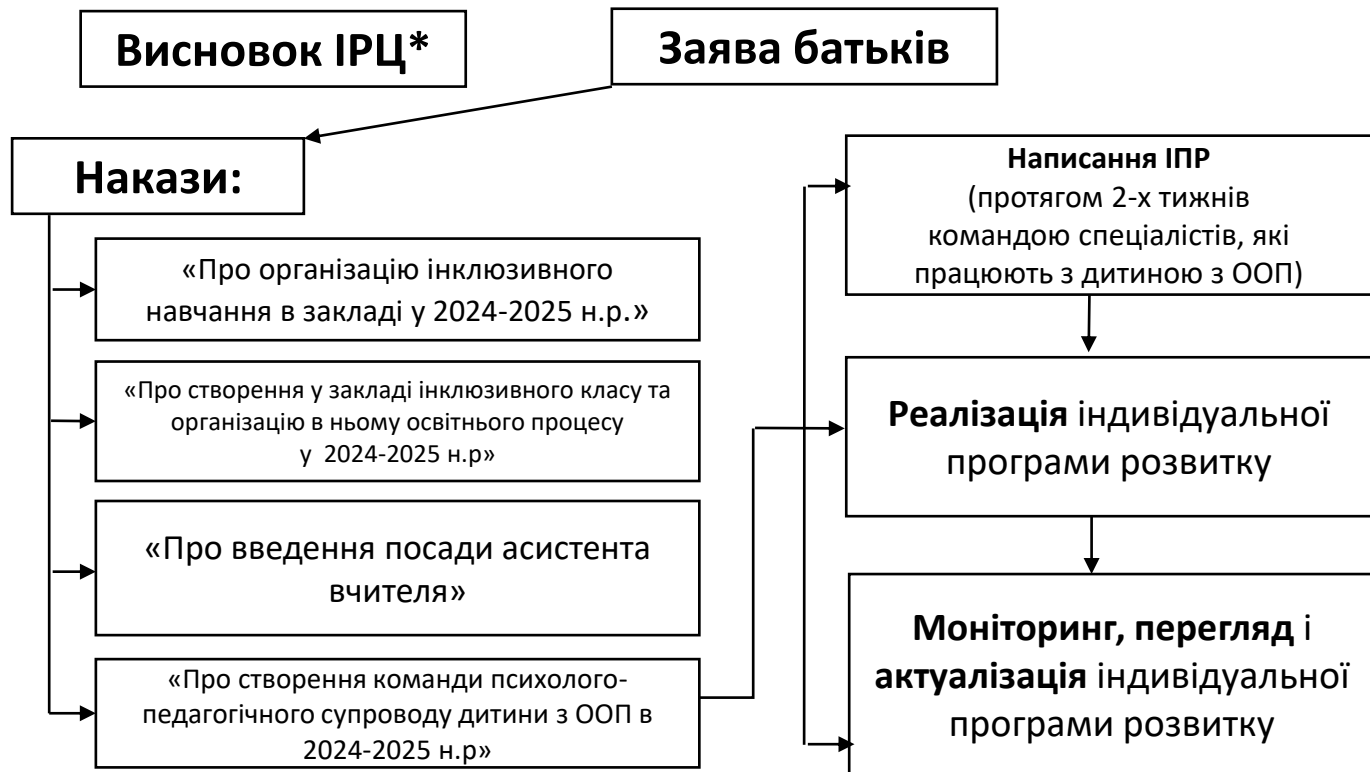 Висновок ІРЦ*
Заява батьків
Накази:
«Про організацію інклюзивного
навчання в закладі у 2024-2025 н.р.»
«Про створення у закладі інклюзивного класу та
організацію в ньому освітнього процесу
у 2024-2025 н.р»
«Про введення посади асистента
вчителя»
«Про створення команди психолого-
педагогічного супроводу дитини з ООП в
2024-2025 н.р»
Написання ІПР
(протягом 2-х тижнів
командою спеціалістів, які
працюють з дитиною з ООП)
Реалізація індивідуальної
програми розвитку
Моніторинг, перегляд і
актуалізація індивідуальної
програми розвитку